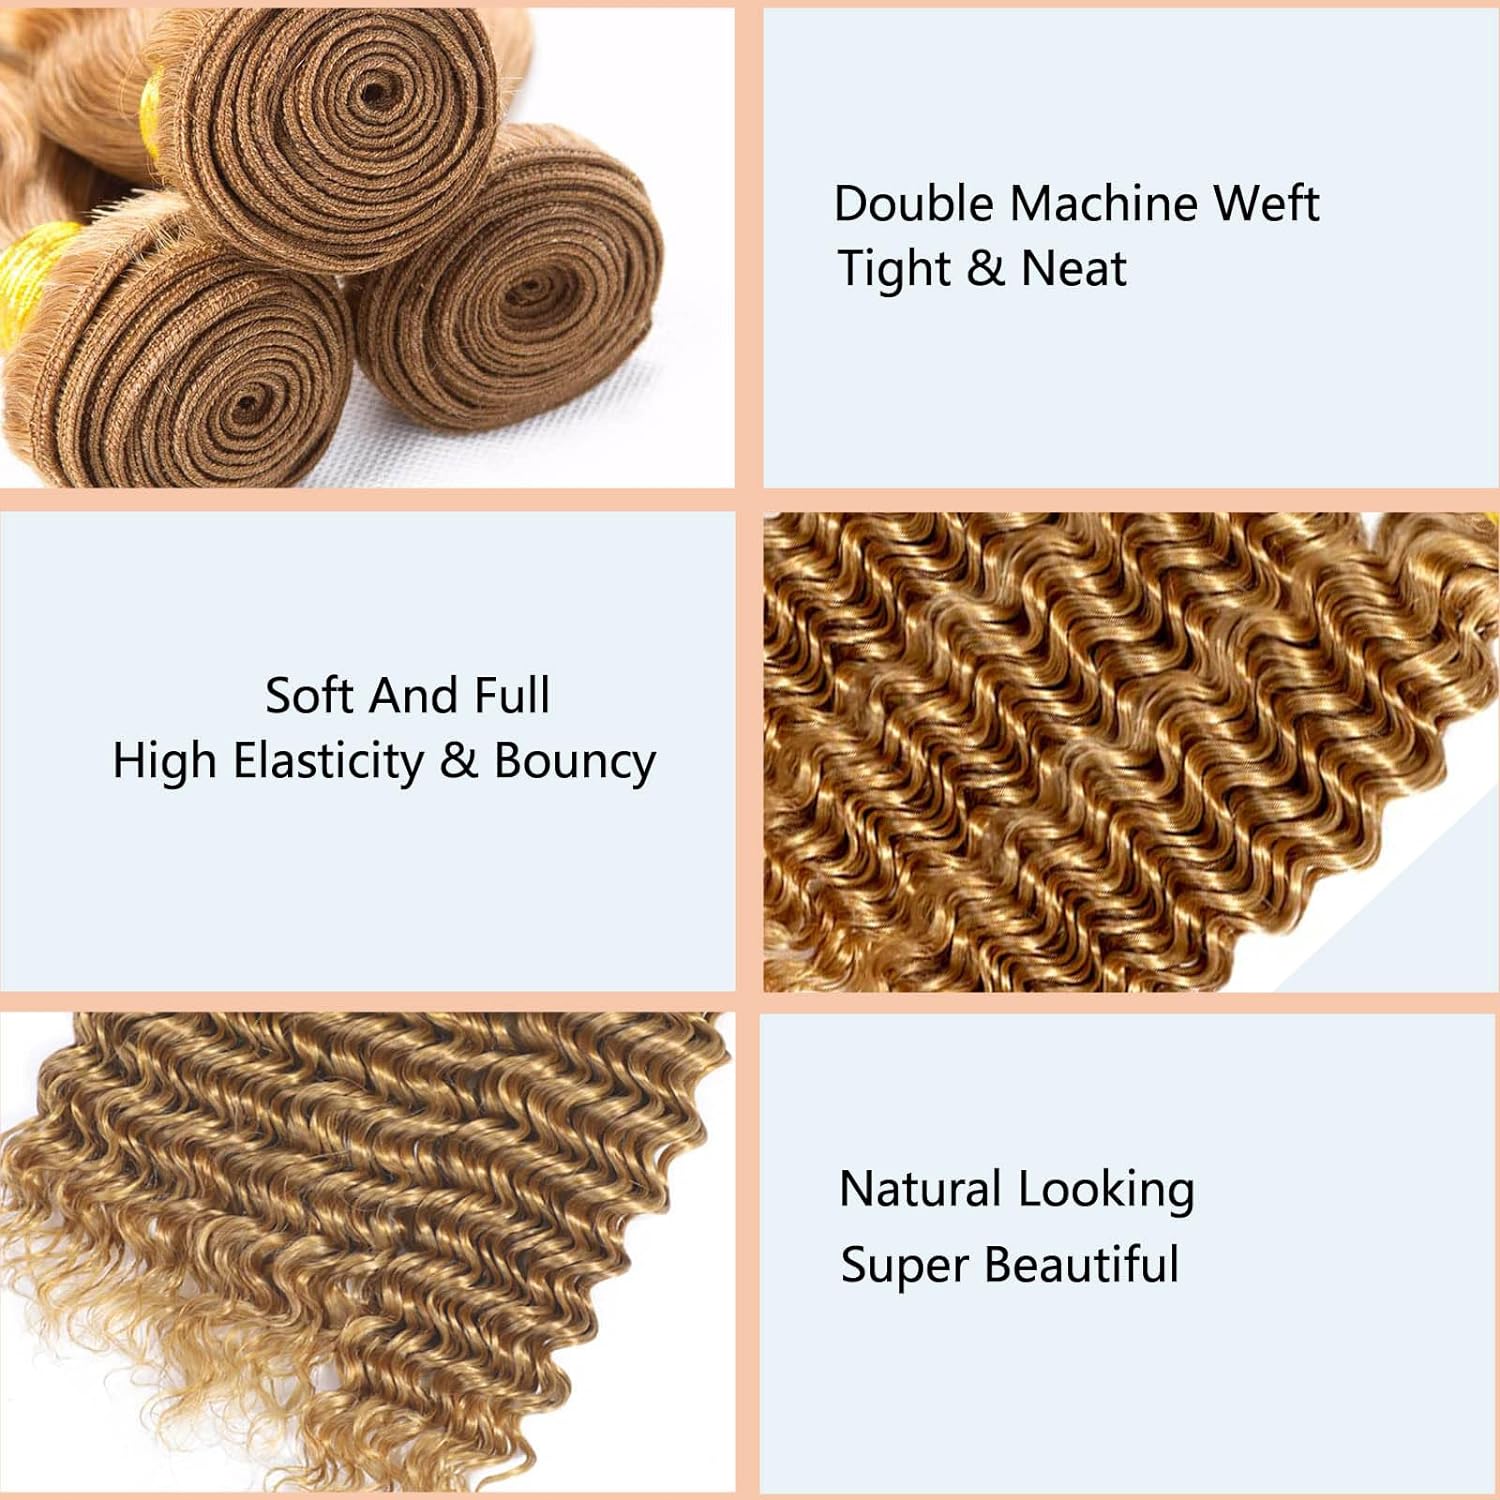 Double Machine Weft
Tight & Neat
Soft And Full
High Elasticity & Bouncy
Natural Looking
Super Beautiful